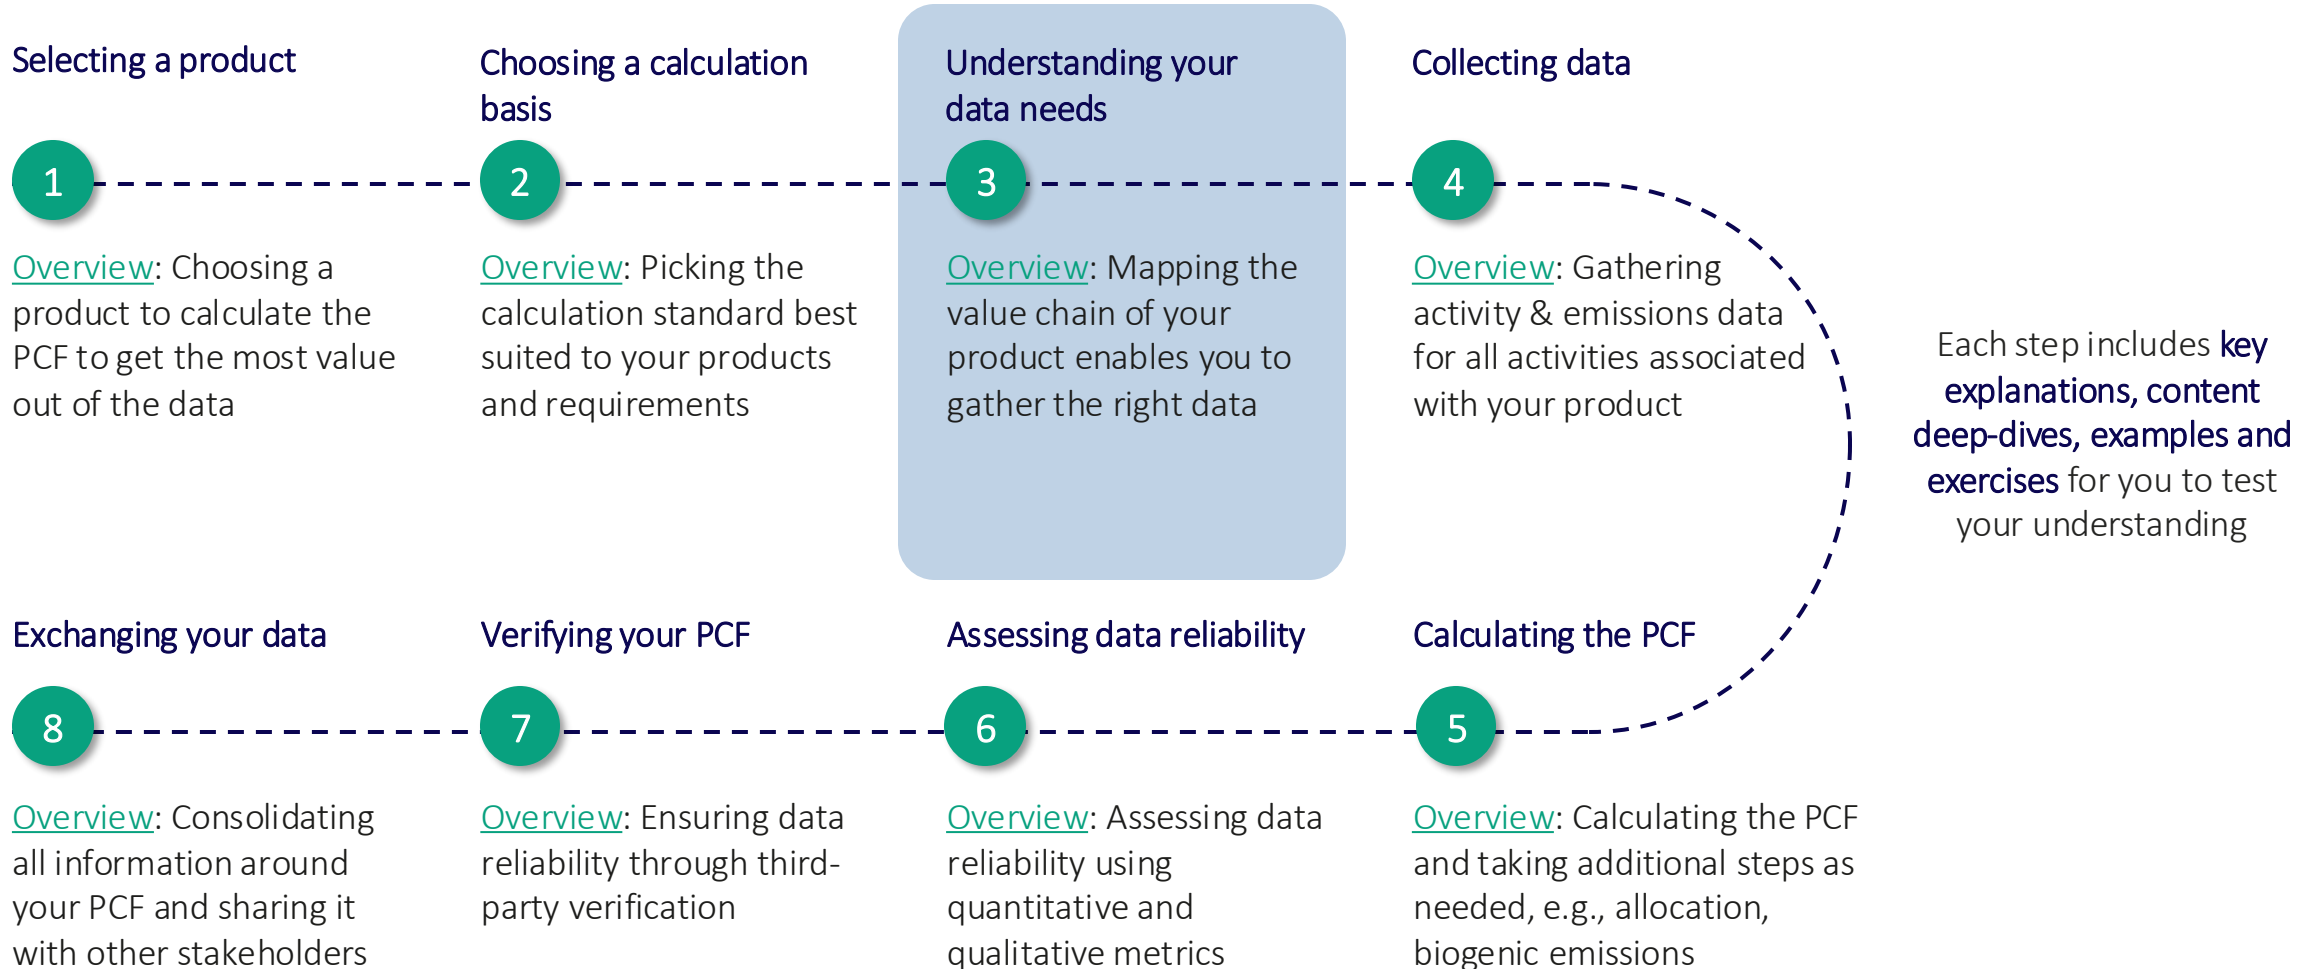 Selecting a product
1
Overview: Choosing a
product to calculate the
PCF to get the most value
out of the data
Choosing a calculation
basis
2
Overview: Picking the
calculation standard best
suited to your products
and requirements
Understanding your
data needs
3
Overview: Mapping the
value chain of your
product enables you to
gather the right data
Collecting data
4
Overview: Gathering
activity & emissions data
for all activities associated
with your product
Each step includes key
explanations, content
deep-dives, examples and
exercises for you to test
your understanding
Calculating the PCF
5
Overview: Calculating the PCF
and taking additional steps as
needed, e.g., allocation,
biogenic emissions
Assessing data reliability
6
Overview: Assessing data
reliability using
quantitative and
qualitative metrics
Verifying your PCF
7
Overview: Ensuring data
reliability through third-
party verification
Exchanging your data
8
Overview: Consolidating
all information around
your PCF and sharing it
with other stakeholders